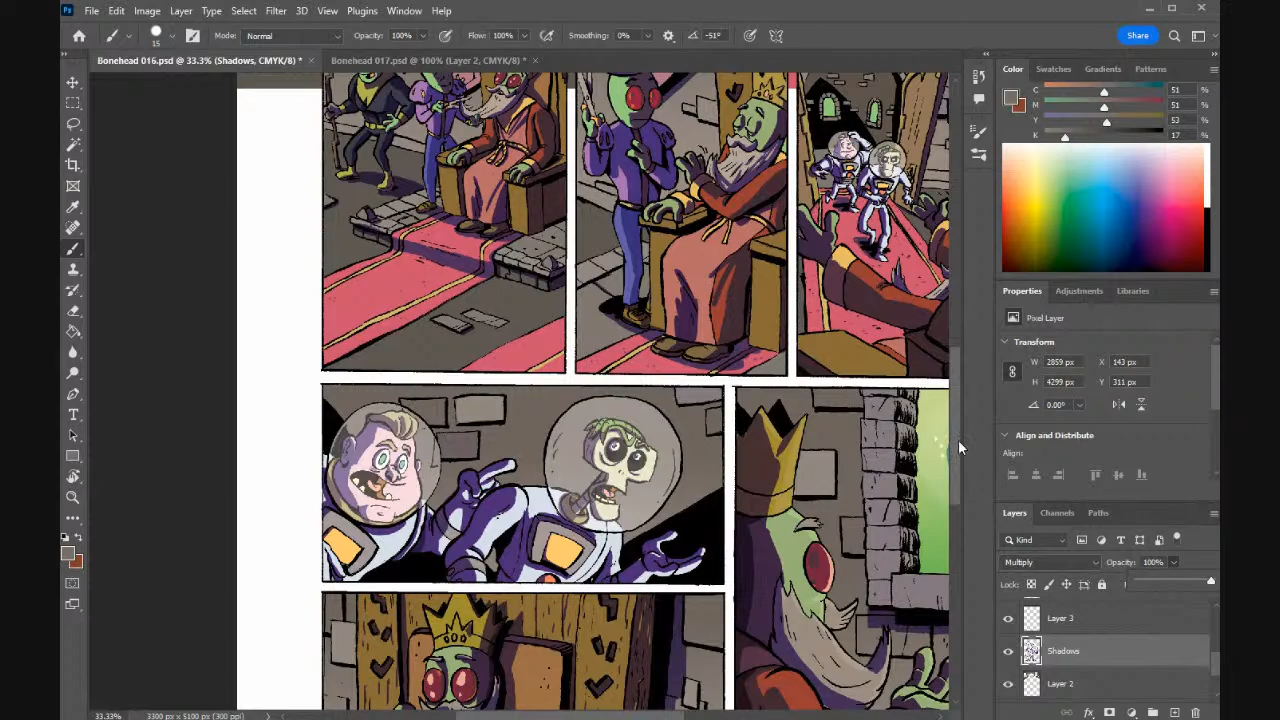 Ps File Edit Image Layer Type Select Filter 3D View Plugins Window Help
15 Mode: Normal Opacity: 100% Flow: 100% Smoothing: 0% -51° Share
Bonehead 016.psd @ 33.3% (Shadows, CMYK/8) * × Bonehead 017.psd @ 100% (Layer 2, CMYK/8) * ×
Color Swatches Gradients Patterns
C 51 %
M 51 %
Y 53 %
K 17 %
Properties Adjustments Libraries
Pixel Layer
Transform
W 2859 px X 143 px
H 4299 px Y 311 px
0.00°
Align and Distribute
Align:
Layers Channels Paths
Kind
Multiply Opacity: 100%
Lock:
Layer 3
Shadows
Layer 2
fx
33.33% 3300 px x 5100 px (300 ppi)